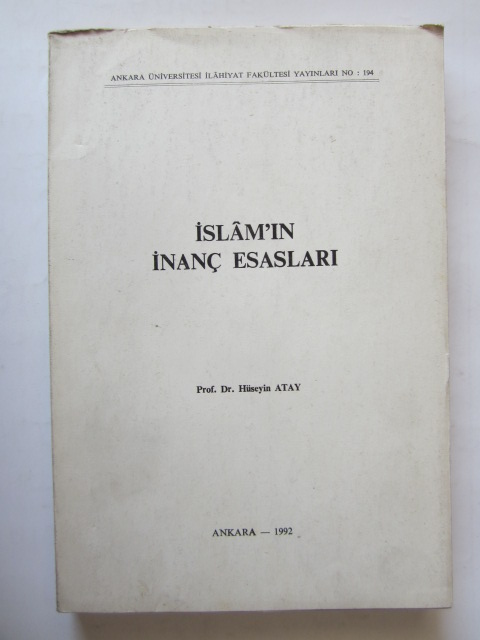 ANKARA ÜNİVERSİTESİ İLÂHİYAT FAKÜLTESİ YAYINLARI NO : 194
İSLÂM'IN
İNANÇ ESASLARI
Prof. Dr. Hüseyin ATAY
ANKARA — 1992